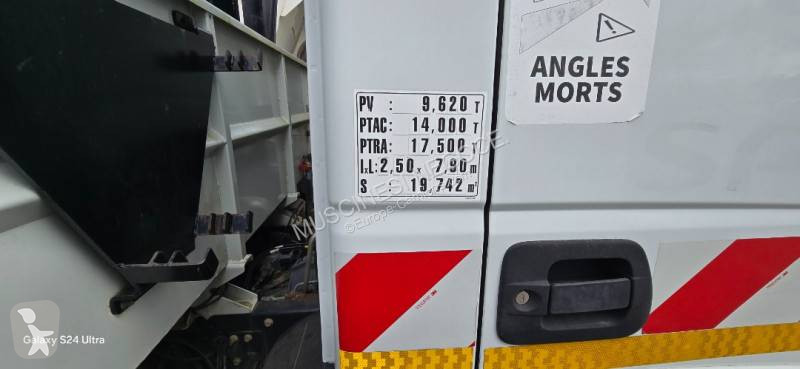 ANGLES
MORTS
PV : 9,620 T
PTAC: 14,000 T
PTRA: 17,500 T
l.L: 2,50 x 7,90 m
S : 19,742 m²
Galaxy S24 Ultra